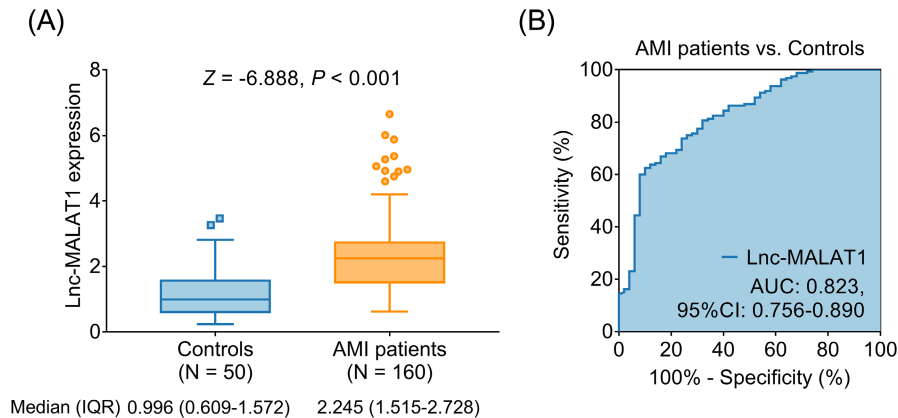 (A)
Z = -6.888, P < 0.001
Lnc-MALAT1 expression
8
6
4
2
0
Controls
(N = 50)
AMI patients
(N = 160)
Median (IQR) 0.996 (0.609-1.572) 2.245 (1.515-2.728)
(B)
AMI patients vs. Controls
Sensitivity (%)
100
80
60
40
20
0
Lnc-MALAT1
AUC: 0.823,
95%CI: 0.756-0.890
0 20 40 60 80 100
100% - Specificity (%)